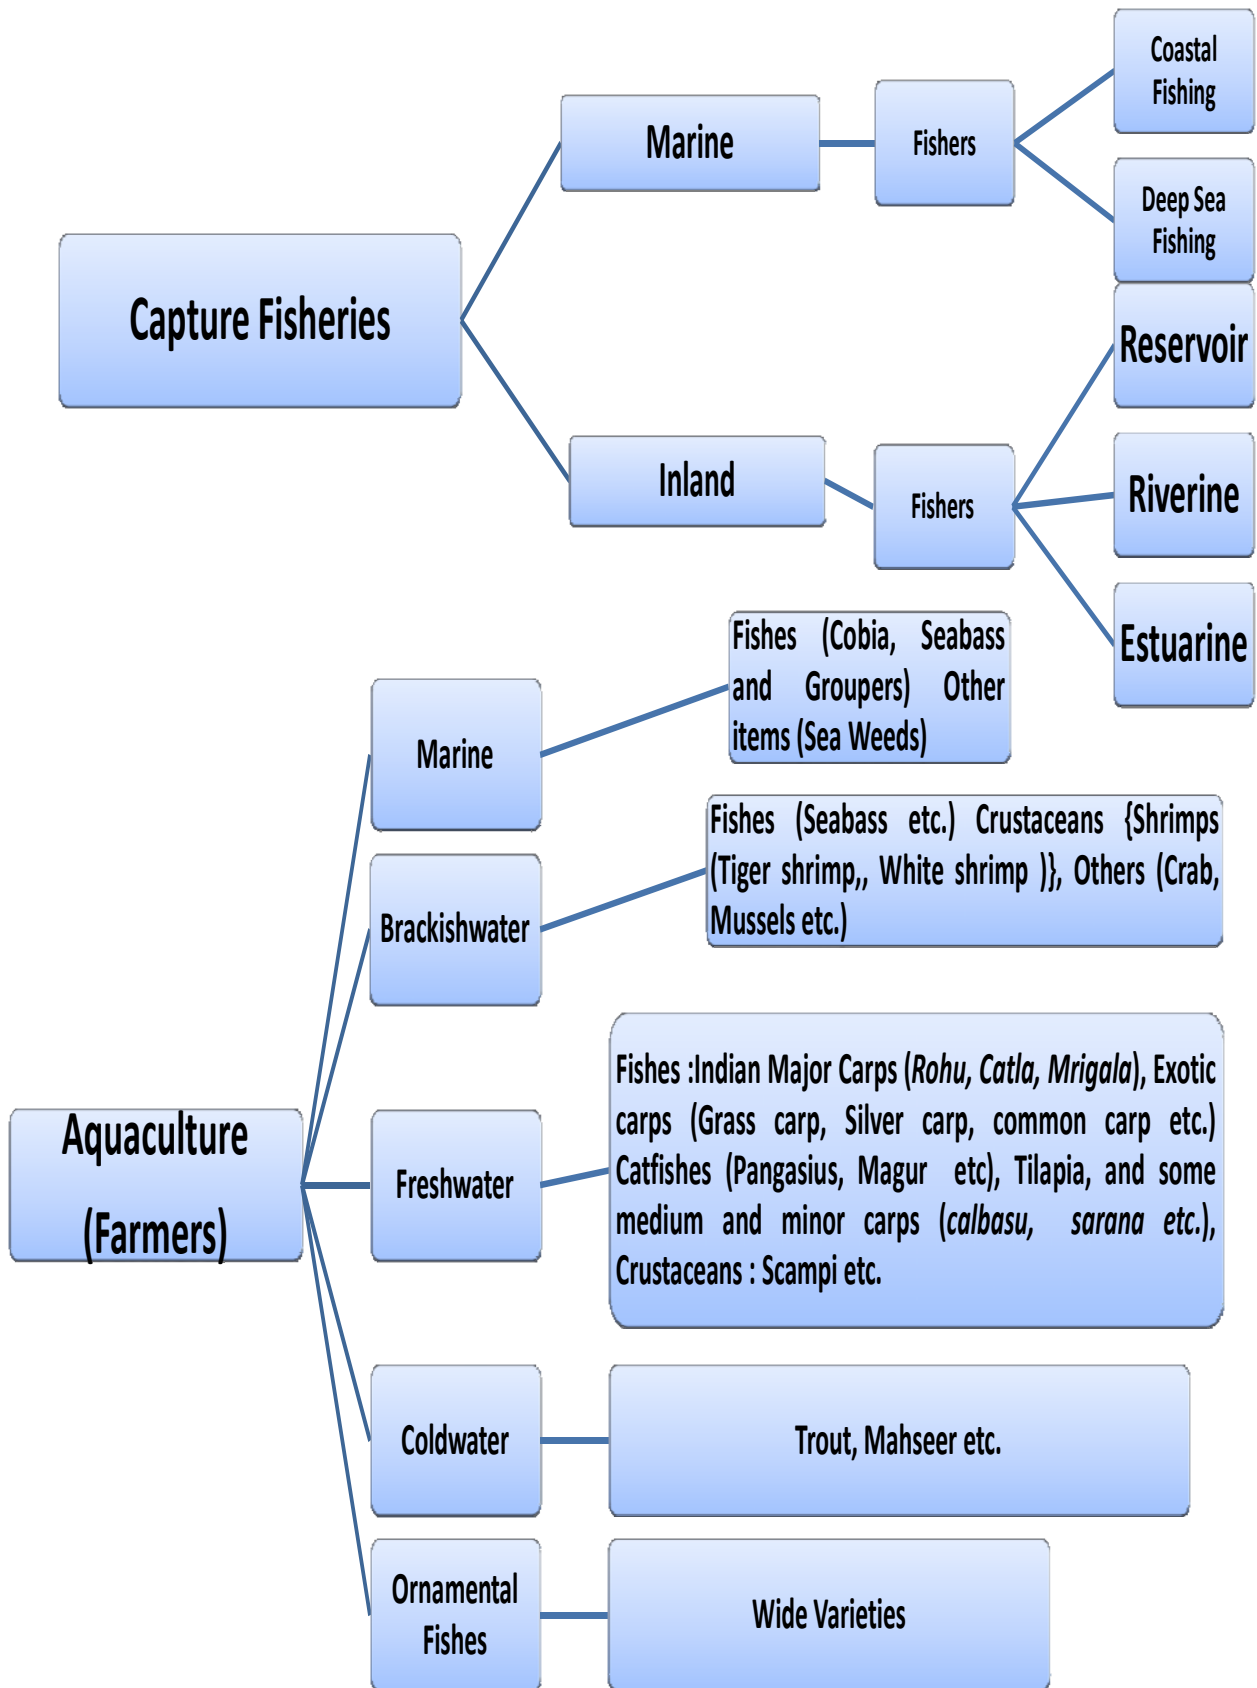 Coastal
Fishing
Marine
Fishers
Deep Sea
Fishing
Capture Fisheries
Reservoir
Inland
Fishers
Riverine
Estuarine
Fishes (Cobia, Seabass
and Groupers) Other
items (Sea Weeds)
Marine
Fishes (Seabass etc.) Crustaceans {Shrimps
(Tiger shrimp,, White shrimp )}, Others (Crab,
Mussels etc.)
Brackishwater
Aquaculture
(Farmers)
Freshwater
Fishes :Indian Major Carps (Rohu, Catla, Mrigala), Exotic
carps (Grass carp, Silver carp, common carp etc.)
Catfishes (Pangasius, Magur etc), Tilapia, and some
medium and minor carps (calbasu, sarana etc.),
Crustaceans : Scampi etc.
Coldwater
Trout, Mahseer etc.
Ornamental
Fishes
Wide Varieties